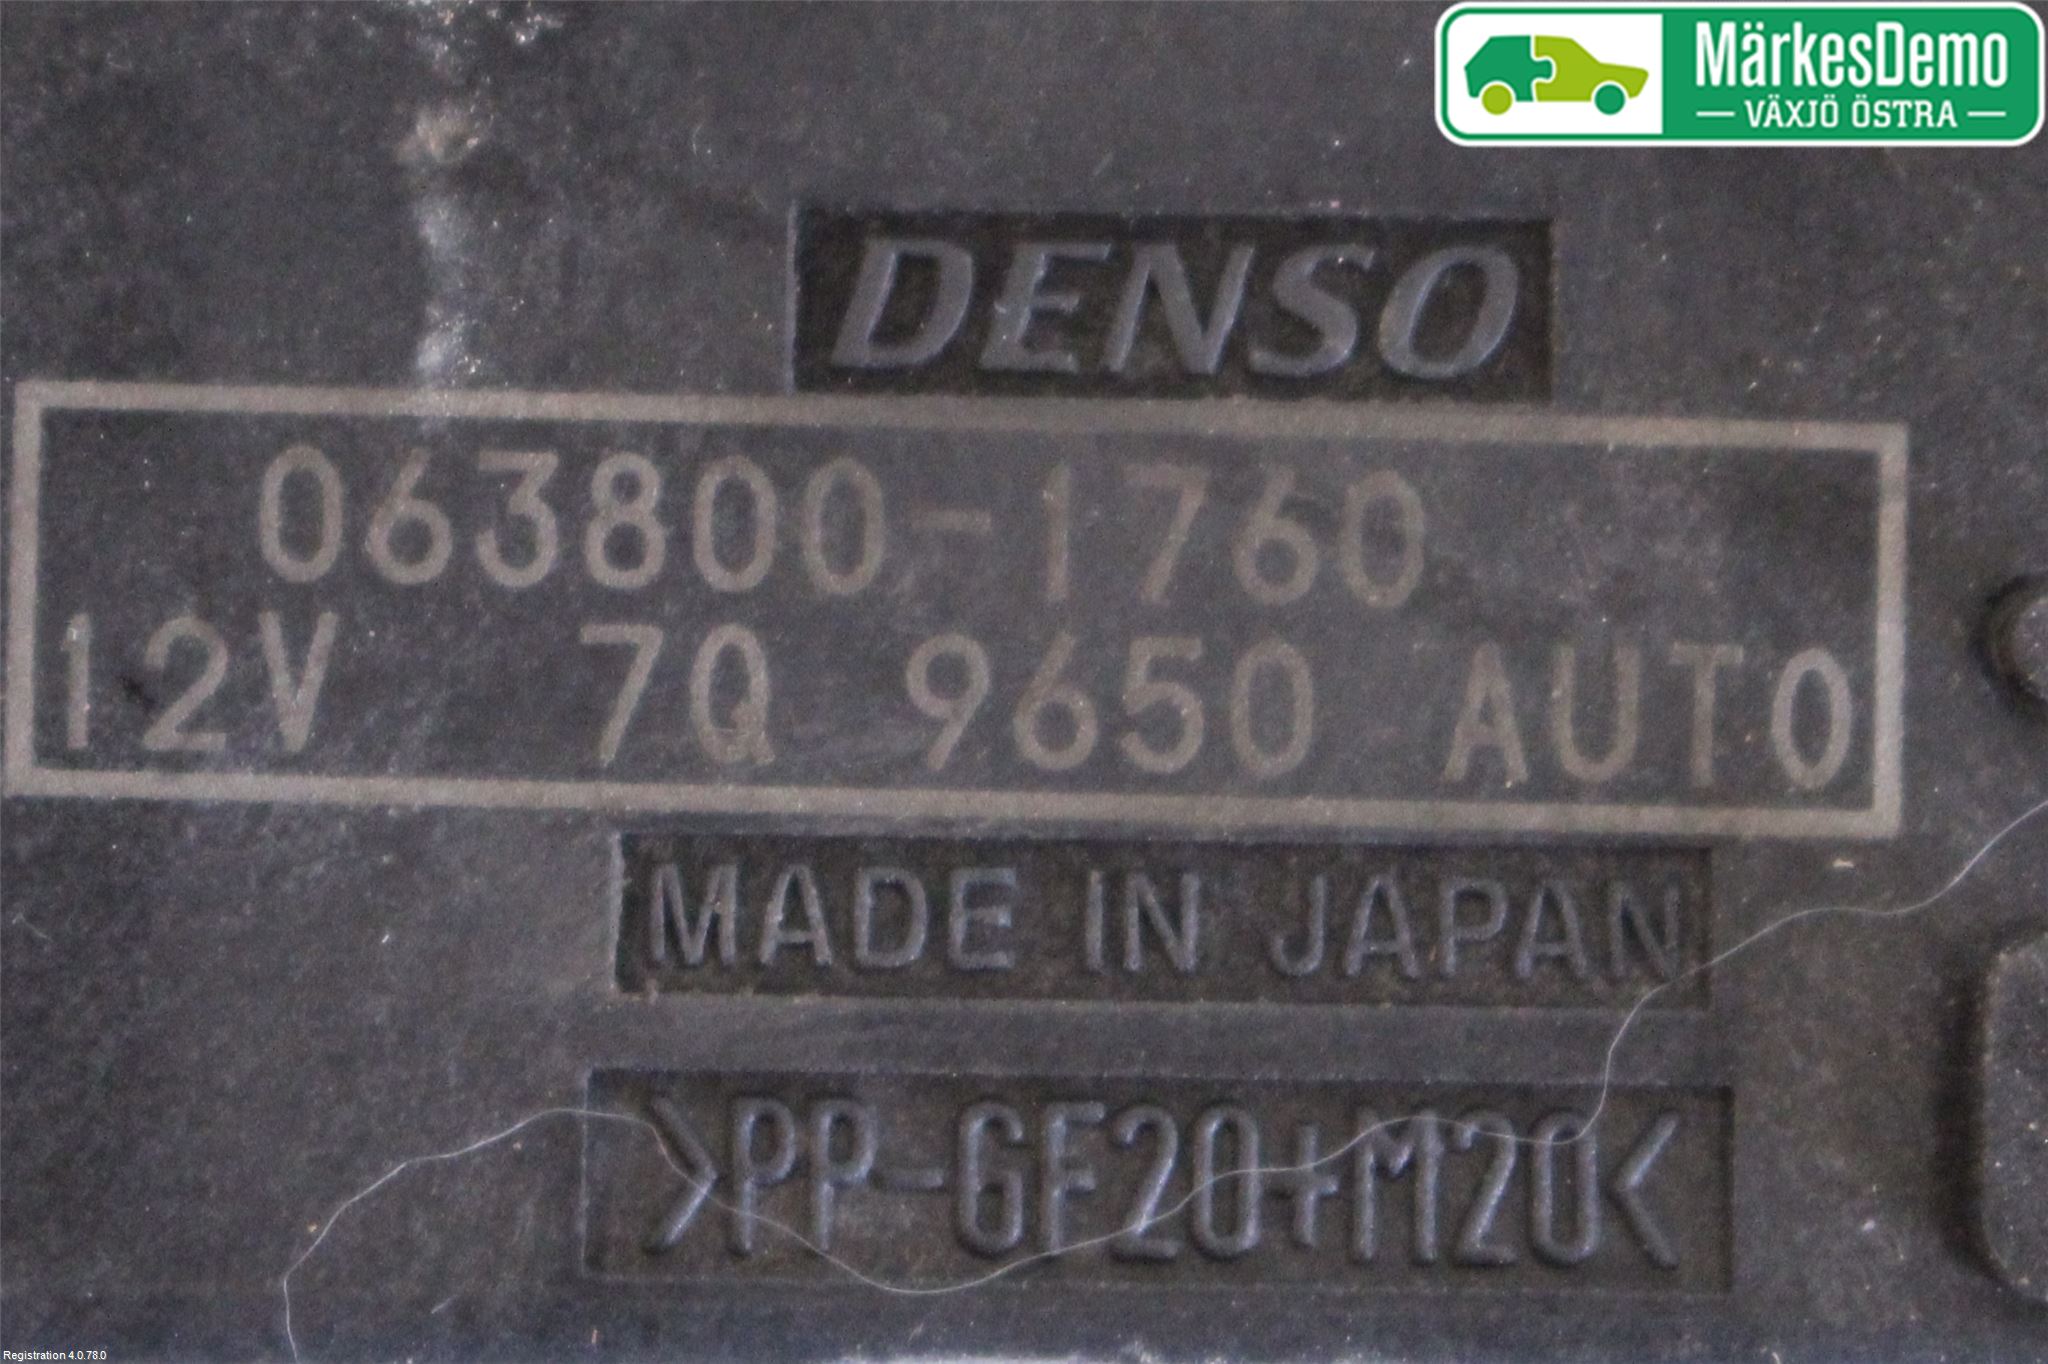 MärkesDemo
VÄXJÖ ÖSTRA
DENSO
063800-1760
12V 7Q 9650 AUTO
MADE IN JAPAN
>PP-GF20+M20<
Registration 4.0.78.0